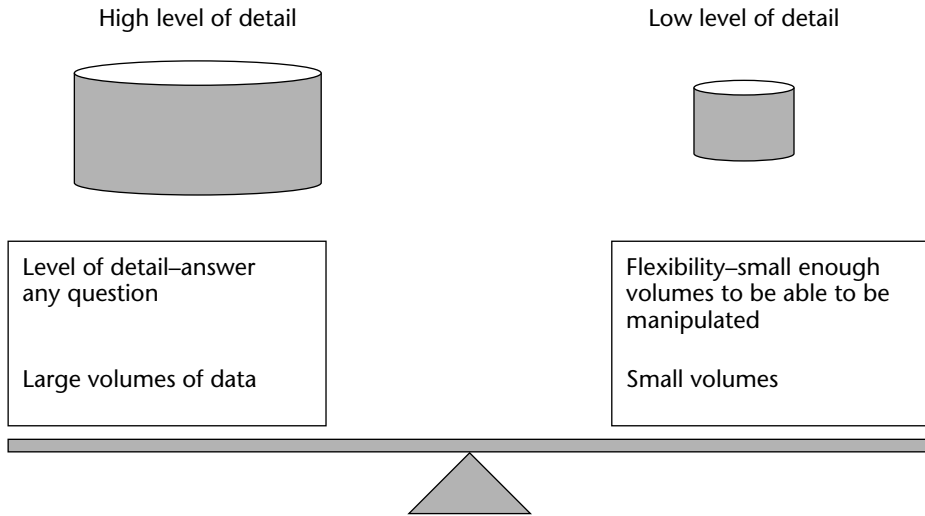 High level of detail
Low level of detail
Level of detail–answer
any question
Large volumes of data
Flexibility–small enough
volumes to be able to be
manipulated
Small volumes